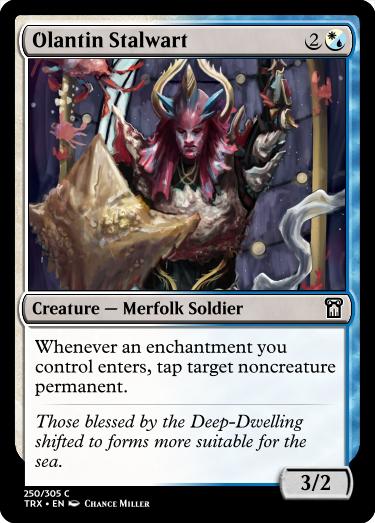 Olantin Stalwart 2
Creature — Merfolk Soldier
Whenever an enchantment you
control enters, tap target noncreature
permanent.
Those blessed by the Deep-Dwelling
shifted to forms more suitable for the
sea.
3/2
250/305 C
TRX • EN Chance Miller